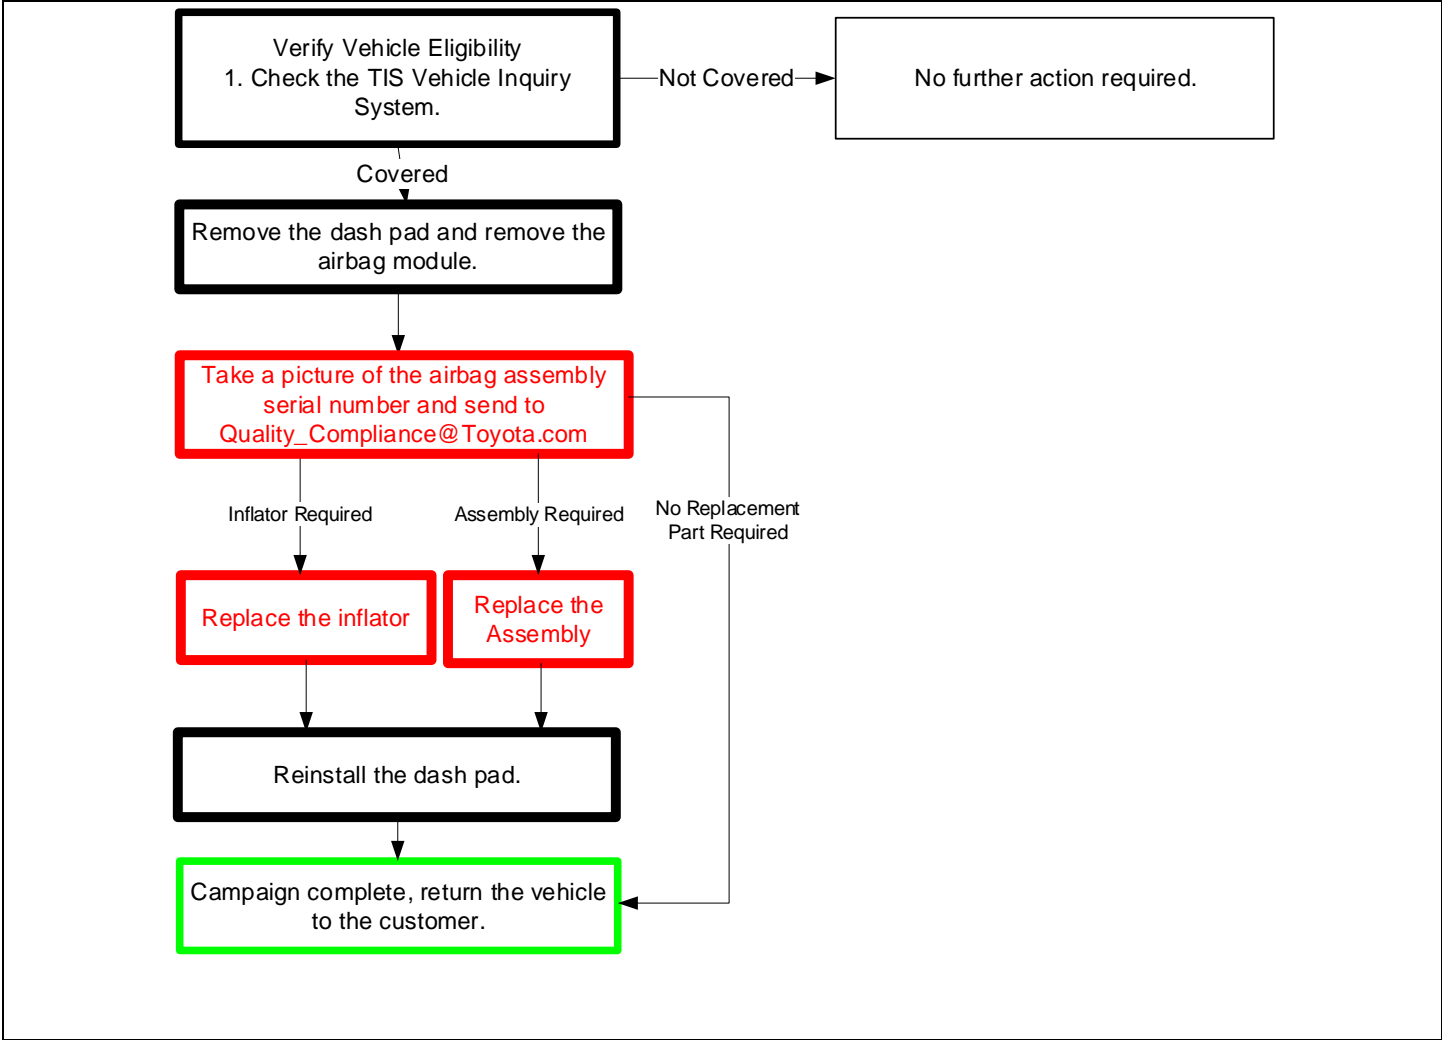 Verify Vehicle Eligibility
1. Check the TIS Vehicle Inquiry
System.
Not Covered
No further action required.
Covered
Remove the dash pad and remove the
airbag module.
Take a picture of the airbag assembly
serial number and send to
Quality_Compliance@Toyota.com
Inflator Required
Assembly Required
No Replacement
Part Required
Replace the inflator
Replace the
Assembly
Reinstall the dash pad.
Campaign complete, return the vehicle
to the customer.